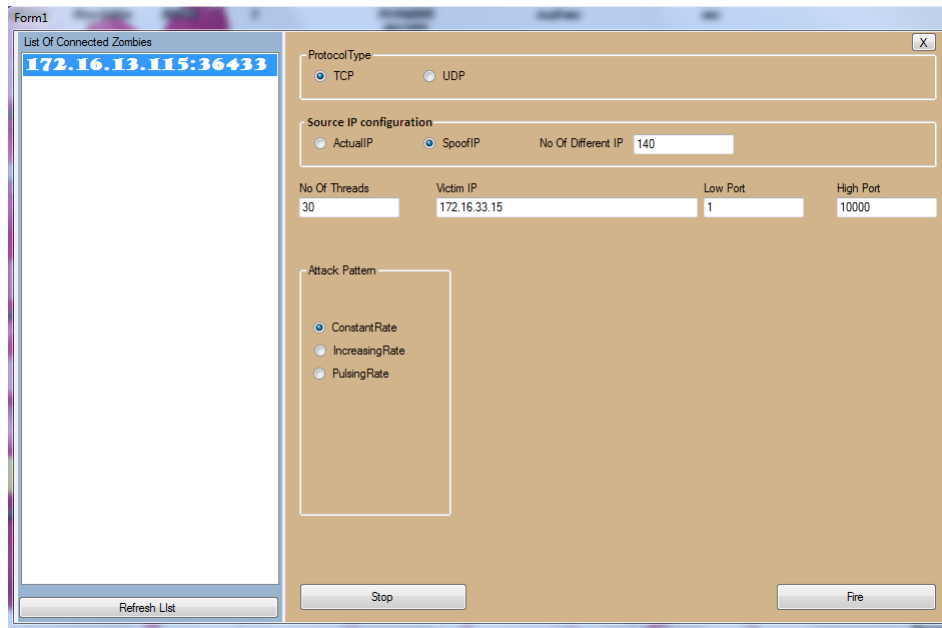 Form1
List Of Connected Zombies
172.16.13.115:36433
Refresh LIst
X
ProtocolType
TCP UDP
Source IP configuration
ActualIP SpoofIP No Of Different IP 140
No Of Threads Victim IP Low Port High Port
30 172.16.33.15 1 10000
Attack Pattern
ConstantRate
IncreasingRate
PulsingRate
Stop Fire